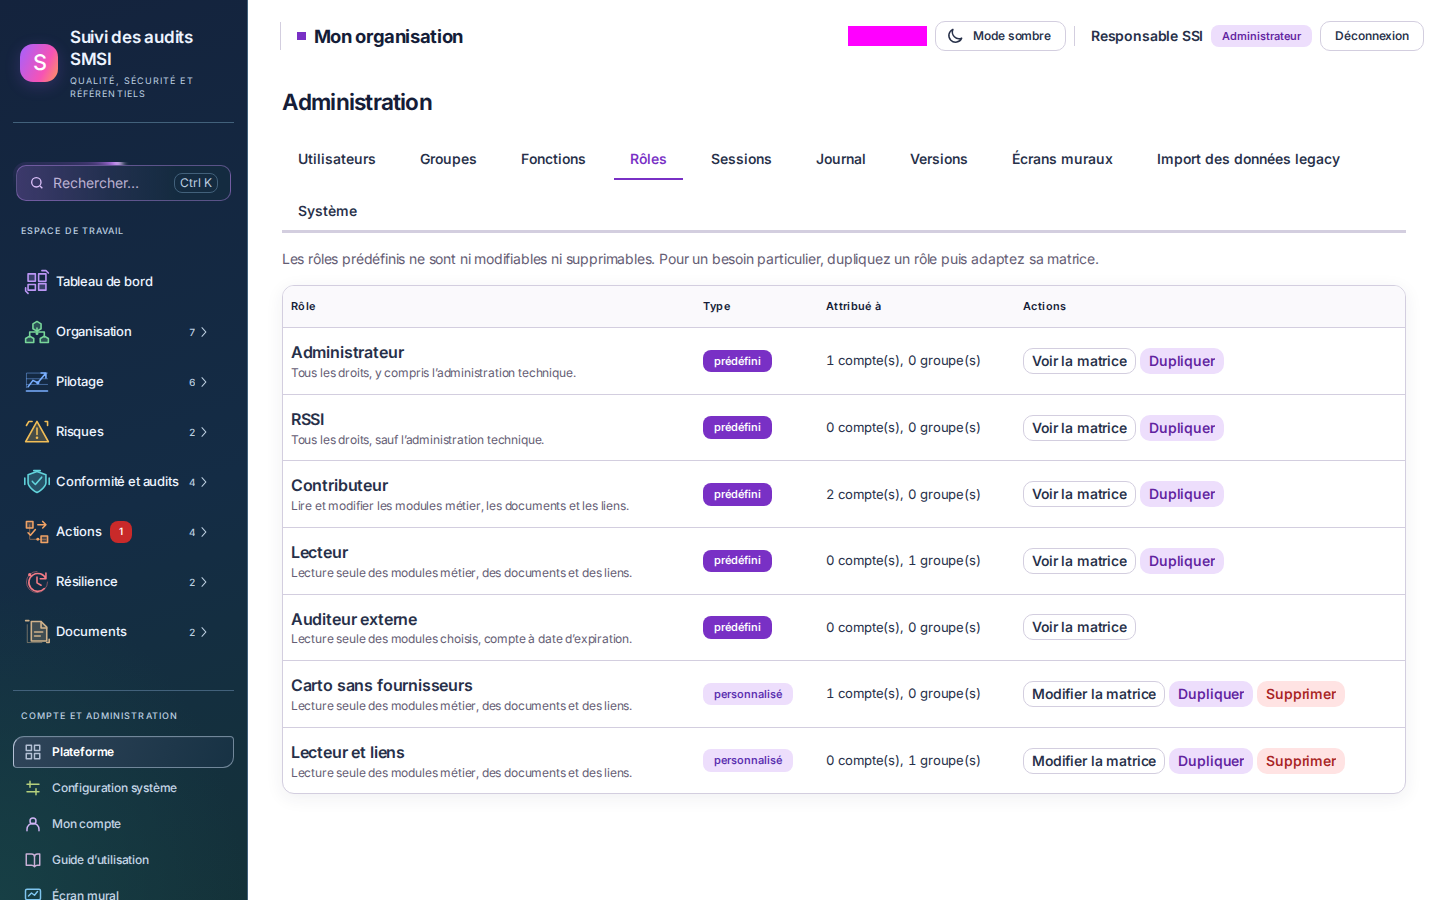 Suivi des audits
SMSI
QUALITÉ, SÉCURITÉ ET
RÉFÉRENTIELS
Rechercher...
Ctrl K
ESPACE DE TRAVAIL
Tableau de bord
Organisation 7
Pilotage 6
Risques 2
Conformité et audits 4
Actions 1 4
Résilience 2
Documents 2
COMPTE ET ADMINISTRATION
Plateforme
Configuration système
Mon compte
Guide d'utilisation
Écran mural
Mon organisation
Mode sombre
Responsable SSI
Administrateur
Déconnexion
Administration
Utilisateurs Groupes Fonctions Rôles Sessions Journal Versions Écrans muraux Import des données legacy
Système
Les rôles prédéfinis ne sont ni modifiables ni supprimables. Pour un besoin particulier, dupliquez un rôle puis adaptez sa matrice.
Rôle Type Attribué à Actions
Administrateur
Tous les droits, y compris l'administration technique.
prédéfini 1 compte(s), 0 groupe(s) Voir la matrice Dupliquer
RSSI
Tous les droits, sauf l'administration technique.
prédéfini 0 compte(s), 0 groupe(s) Voir la matrice Dupliquer
Contributeur
Lire et modifier les modules métier, les documents et les liens.
prédéfini 2 compte(s), 0 groupe(s) Voir la matrice Dupliquer
Lecteur
Lecture seule des modules métier, des documents et des liens.
prédéfini 0 compte(s), 1 groupe(s) Voir la matrice Dupliquer
Auditeur externe
Lecture seule des modules choisis, compte à date d'expiration.
prédéfini 0 compte(s), 0 groupe(s) Voir la matrice
Carto sans fournisseurs
Lecture seule des modules métier, des documents et des liens.
personnalisé 1 compte(s), 0 groupe(s) Modifier la matrice Dupliquer Supprimer
Lecteur et liens
Lecture seule des modules métier, des documents et des liens.
personnalisé 0 compte(s), 1 groupe(s) Modifier la matrice Dupliquer Supprimer